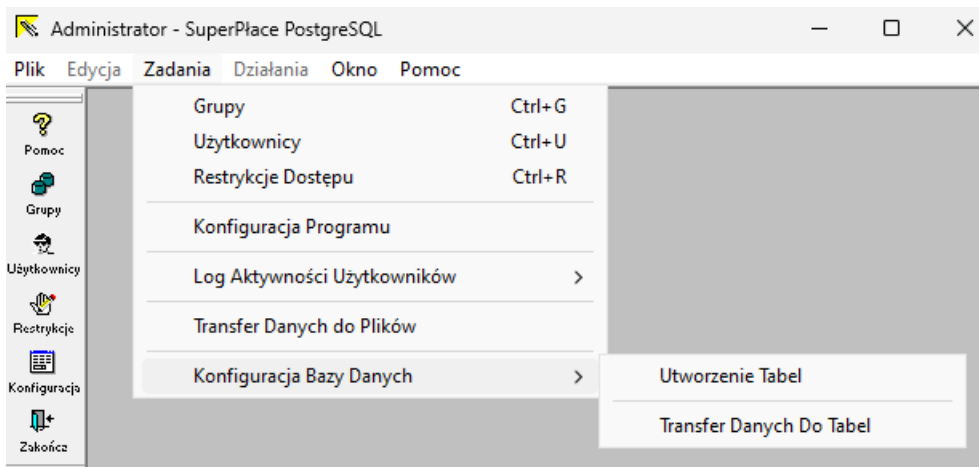 Administrator - SuperPłace PostgreSQL
Plik Edycja Zadania Działania Okno Pomoc
Pomoc
Grupy
Użytkownicy
Restrykcje
Konfiguracja
Zakończ
Grupy Ctrl+G
Użytkownicy Ctrl+U
Restrykcje Dostępu Ctrl+R
Konfiguracja Programu
Log Aktywności Użytkowników
Transfer Danych do Plików
Konfiguracja Bazy Danych
Utworzenie Tabel
Transfer Danych Do Tabel